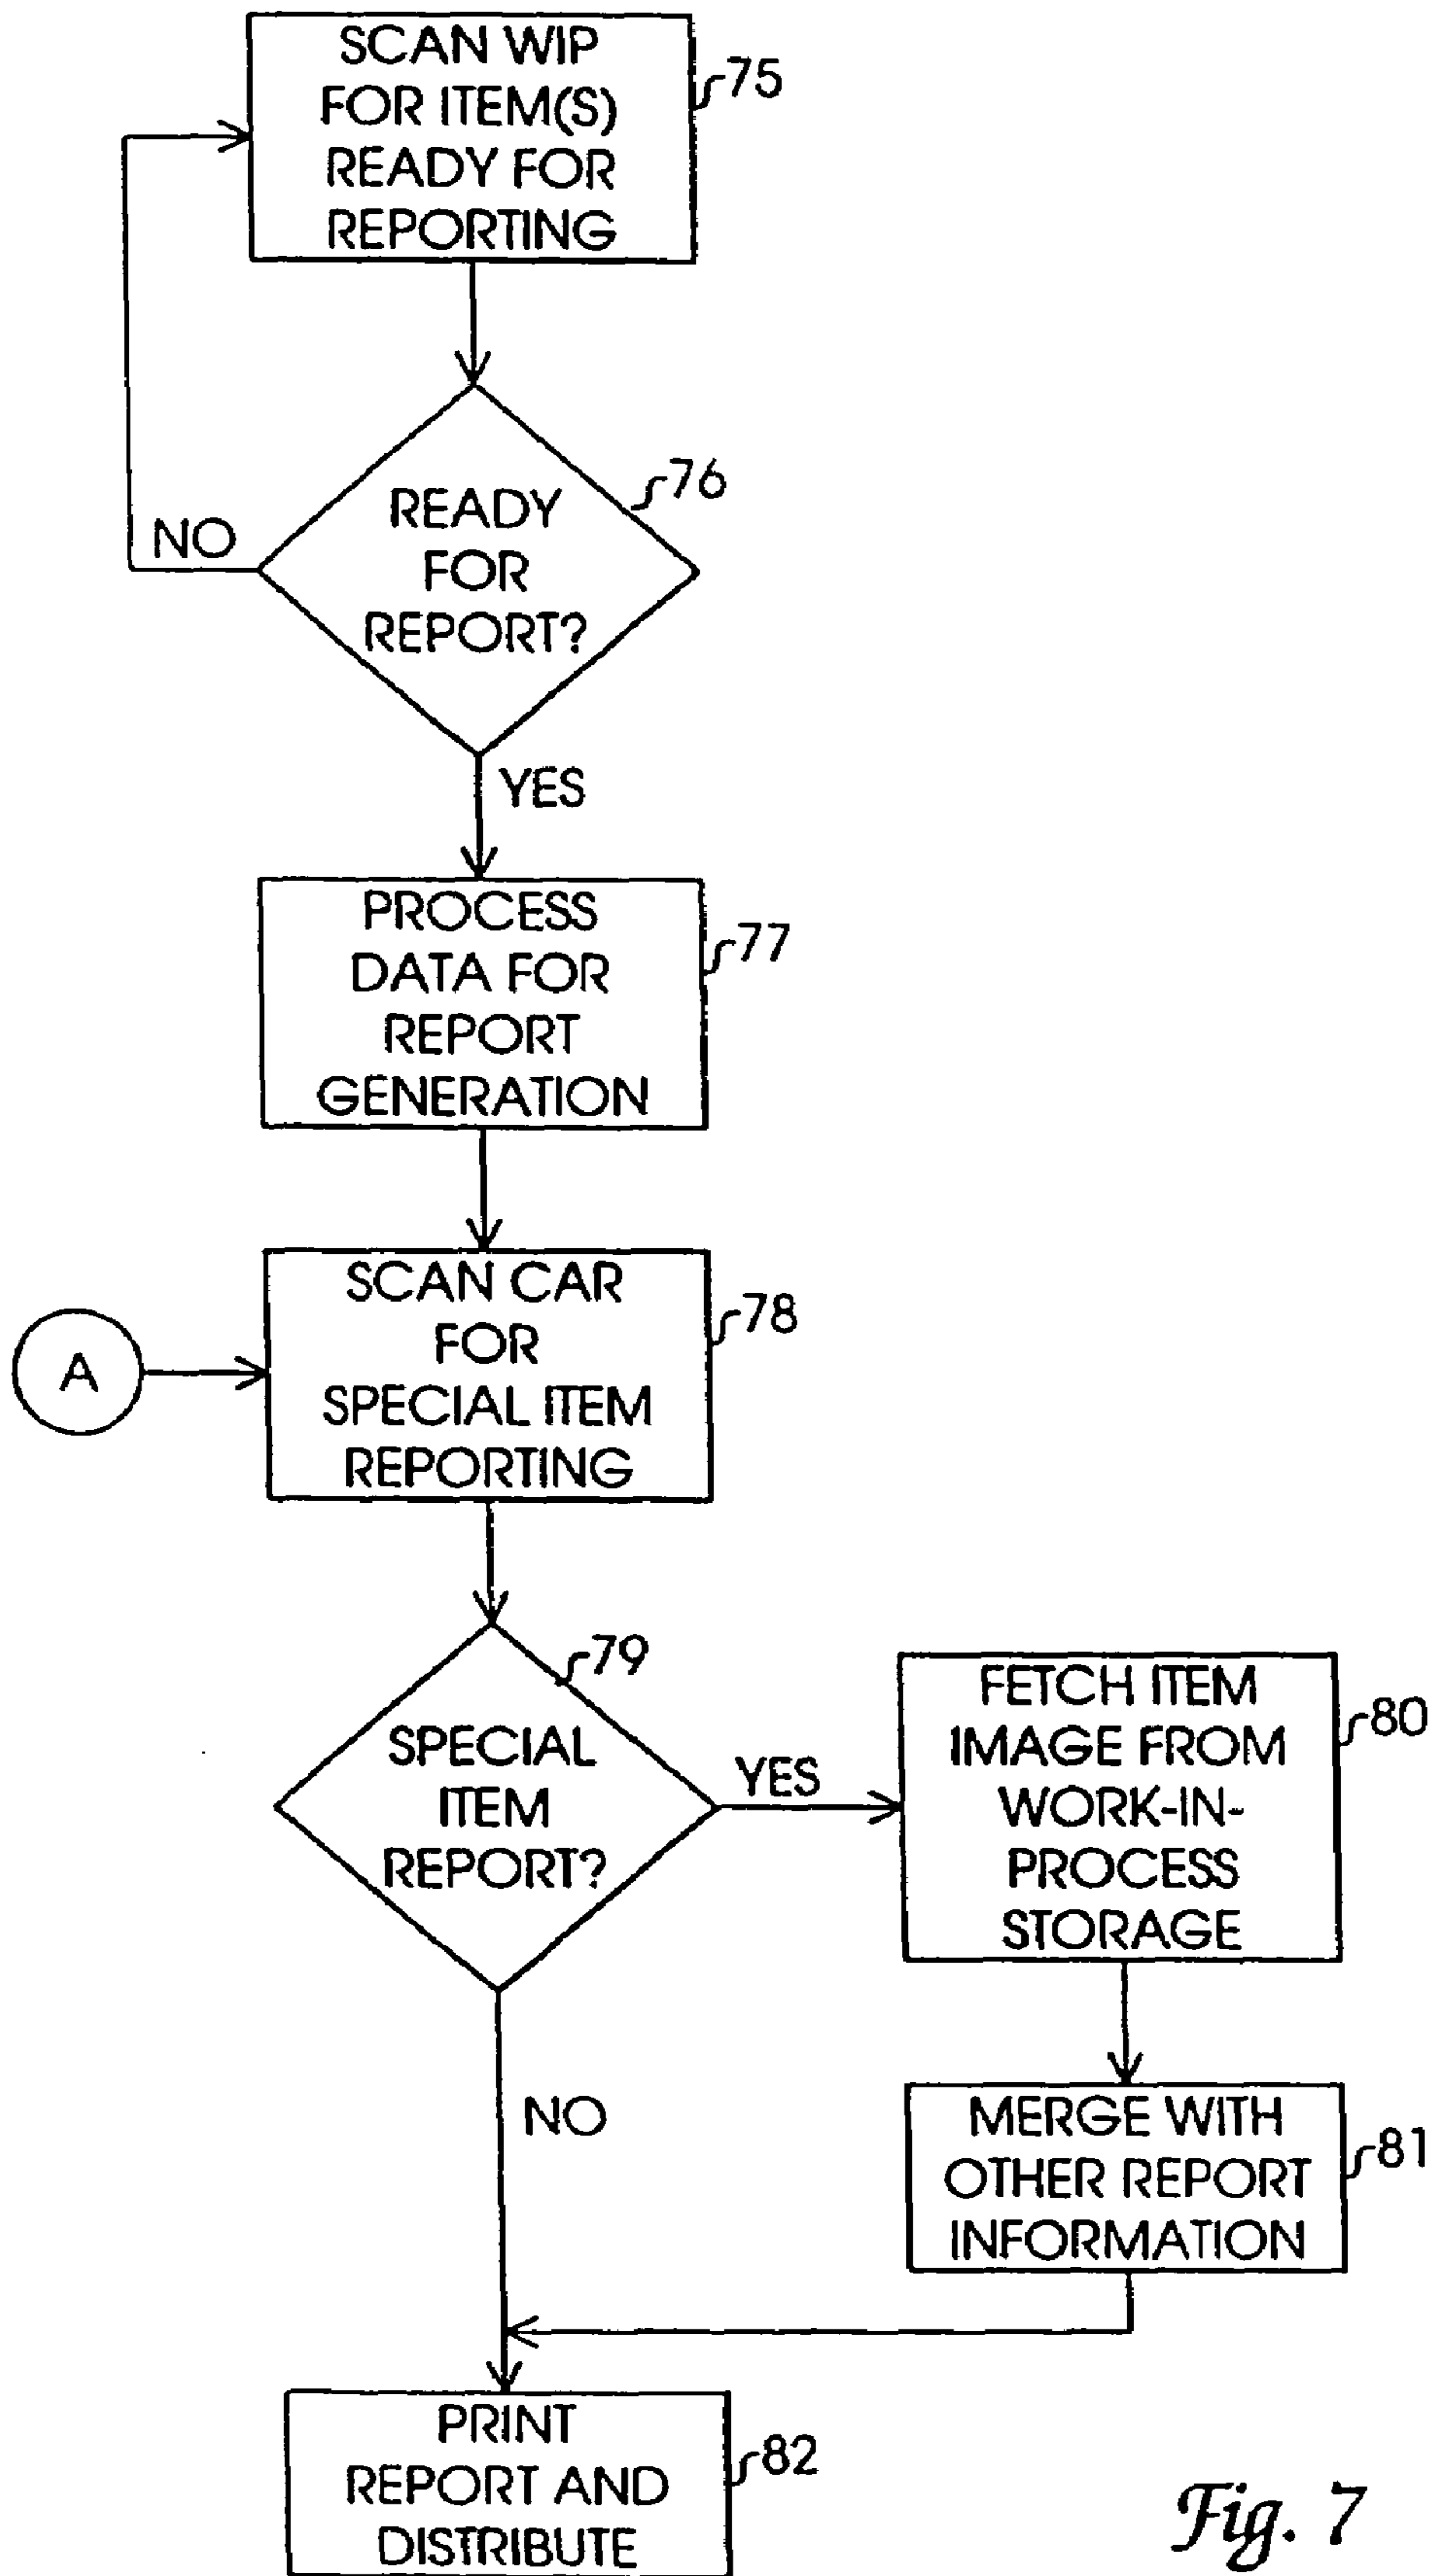 SCAN WIP
FOR ITEM(S)
READY FOR
REPORTING
75
READY
FOR
REPORT?
76
NO
YES
PROCESS
DATA FOR
REPORT
GENERATION
77
SCAN CAR
FOR
SPECIAL ITEM
REPORTING
78
A
SPECIAL
ITEM
REPORT?
79
YES
FETCH ITEM
IMAGE FROM
WORK-IN-
PROCESS
STORAGE
80
NO
MERGE WITH
OTHER REPORT
INFORMATION
81
PRINT
REPORT AND
DISTRIBUTE
82
Fig. 7